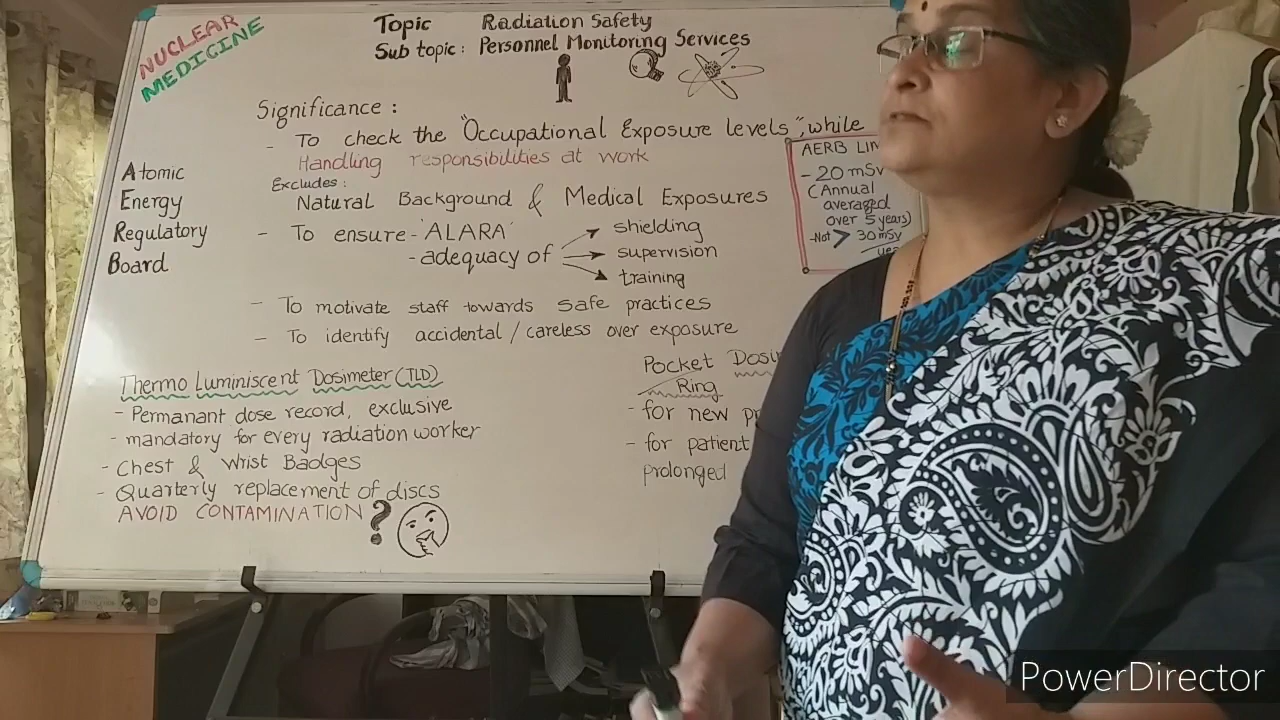 NUCLEAR
MEDICINE
Topic Radiation Safety
Sub topic: Personnel Monitoring Services
Significance:
- To check the "Occupational Exposure levels", while
Handling responsibilities at work
Excludes:
Natural Background & Medical Exposures
- To ensure - 'ALARA'
- adequacy of
shielding
supervision
training
- To motivate staff towards safe practices
- To identify accidental / careless over exposure
Atomic
Energy
Regulatory
Board
AERB LIM
- 20 mSv
(Annual
averaged
over 5 years)
-Not > 30 mSv
Thermo Luminiscent Dosimeter (TLD)
- Permanant dose record, exclusive
- mandatory for every radiation worker
- Chest & Wrist Badges
- Quarterly replacement of discs
AVOID CONTAMINATION ?
Pocket Dosi
Ring
- for new p
- for patient
prolonged
PowerDirector